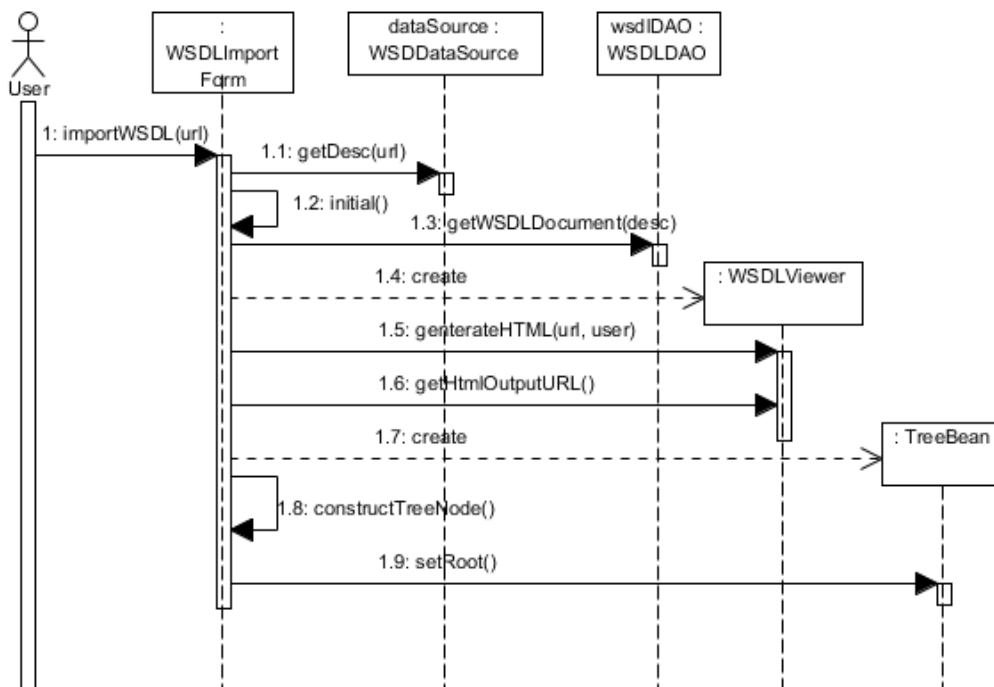 :
WSDLImport
Form
dataSource :
WSDDataSource
wsdlDAO :
WSDLDAO
User
1: importWSDL(url)
1.1: getDesc(url)
1.2: initial()
1.3: getWSDLDocument(desc)
1.4: create
: WSDLViewer
1.5: genterateHTML(url, user)
1.6: getHtmlOutputURL()
1.7: create
: TreeBean
1.8: constructTreeNode()
1.9: setRoot()